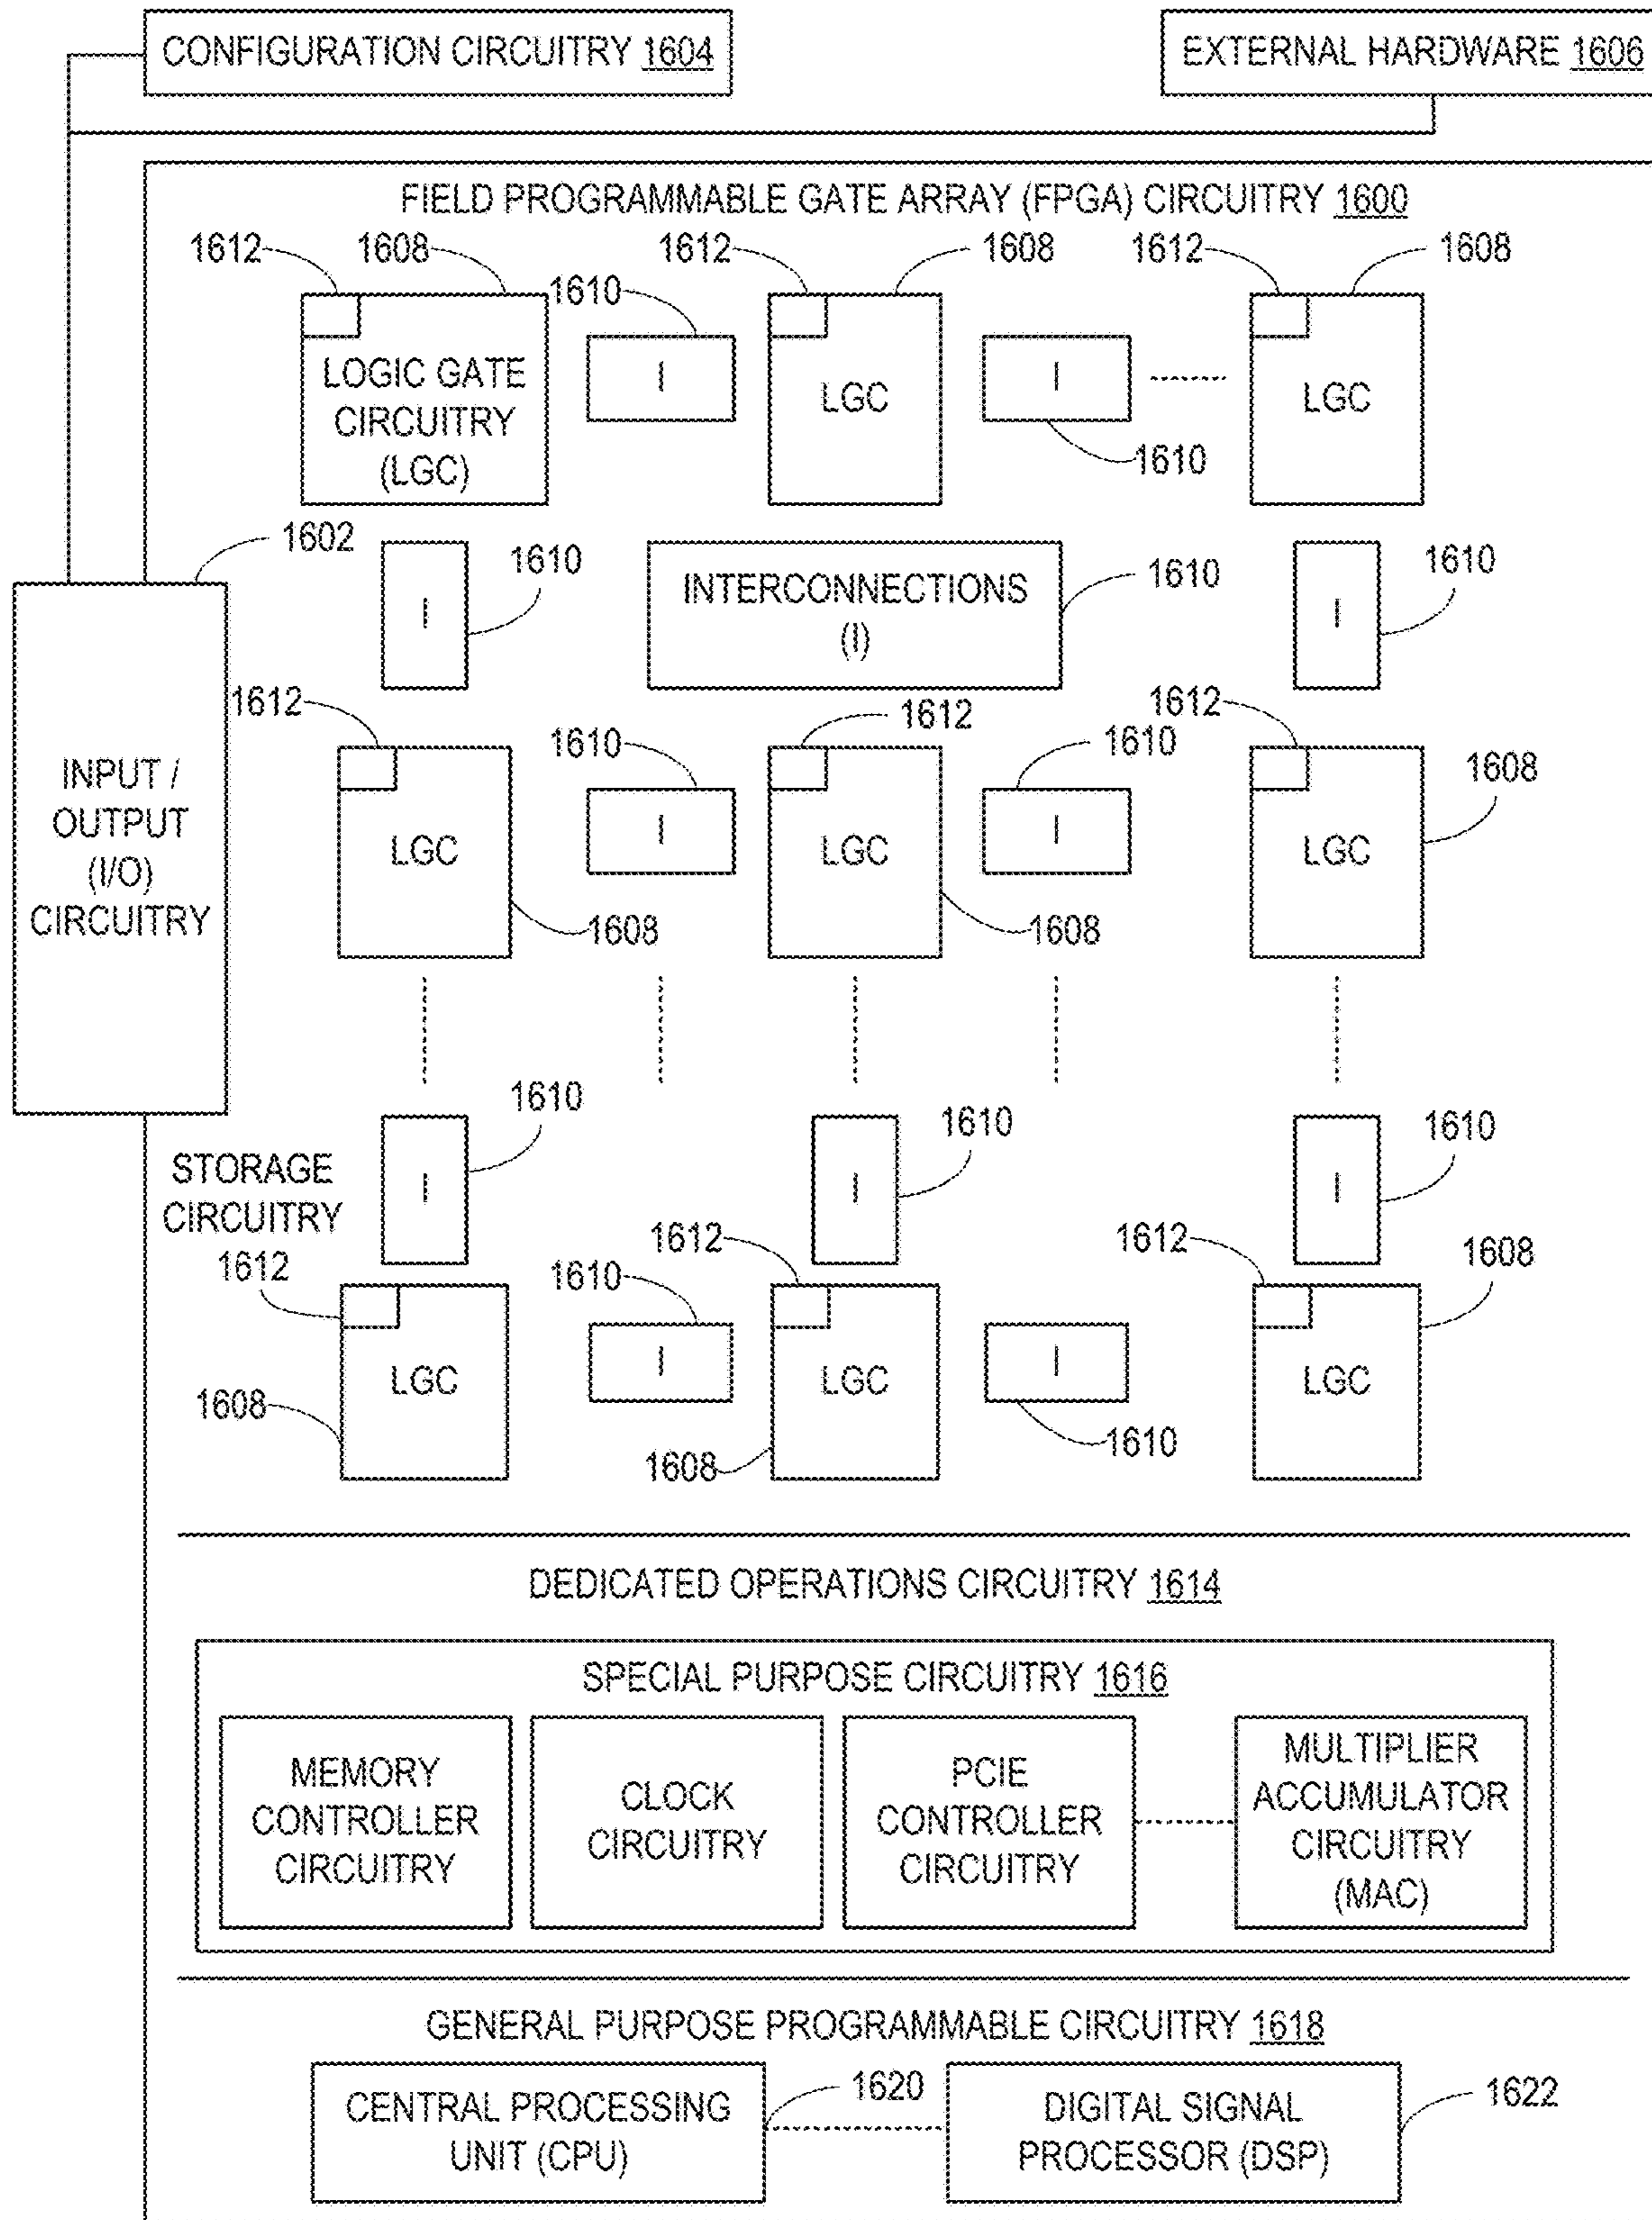 CONFIGURATION CIRCUITRY 1604
EXTERNAL HARDWARE 1606
FIELD PROGRAMMABLE GATE ARRAY (FPGA) CIRCUITRY 1600
1612
1608
1612
1608
1612
1608
1610
LOGIC GATE
CIRCUITRY
(LGC)
I
LGC
I
LGC
1610
1602
1610
1610
1610
I
INTERCONNECTIONS
(I)
I
1612
1612
1612
1610
1610
1608
INPUT /
OUTPUT
(I/O)
CIRCUITRY
LGC
I
LGC
I
LGC
1608
1608
1610
1610
1610
STORAGE
CIRCUITRY
1612
I
I
I
1612
1612
1608
1610
LGC
I
LGC
I
LGC
1608
1608
1610
DEDICATED OPERATIONS CIRCUITRY 1614
SPECIAL PURPOSE CIRCUITRY 1616
MEMORY
CONTROLLER
CIRCUITRY
CLOCK
CIRCUITRY
PCIE
CONTROLLER
CIRCUITRY
MULTIPLIER
ACCUMULATOR
CIRCUITRY
(MAC)
GENERAL PURPOSE PROGRAMMABLE CIRCUITRY 1618
CENTRAL PROCESSING
UNIT (CPU)
1620
DIGITAL SIGNAL
PROCESSOR (DSP)
1622